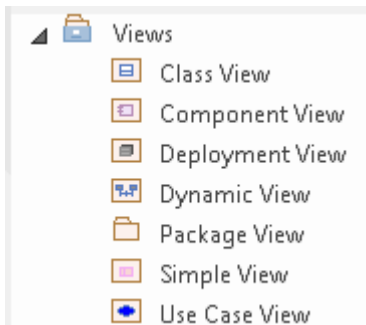 Views
Class View
Component View
Deployment View
Dynamic View
Package View
Simple View
Use Case View